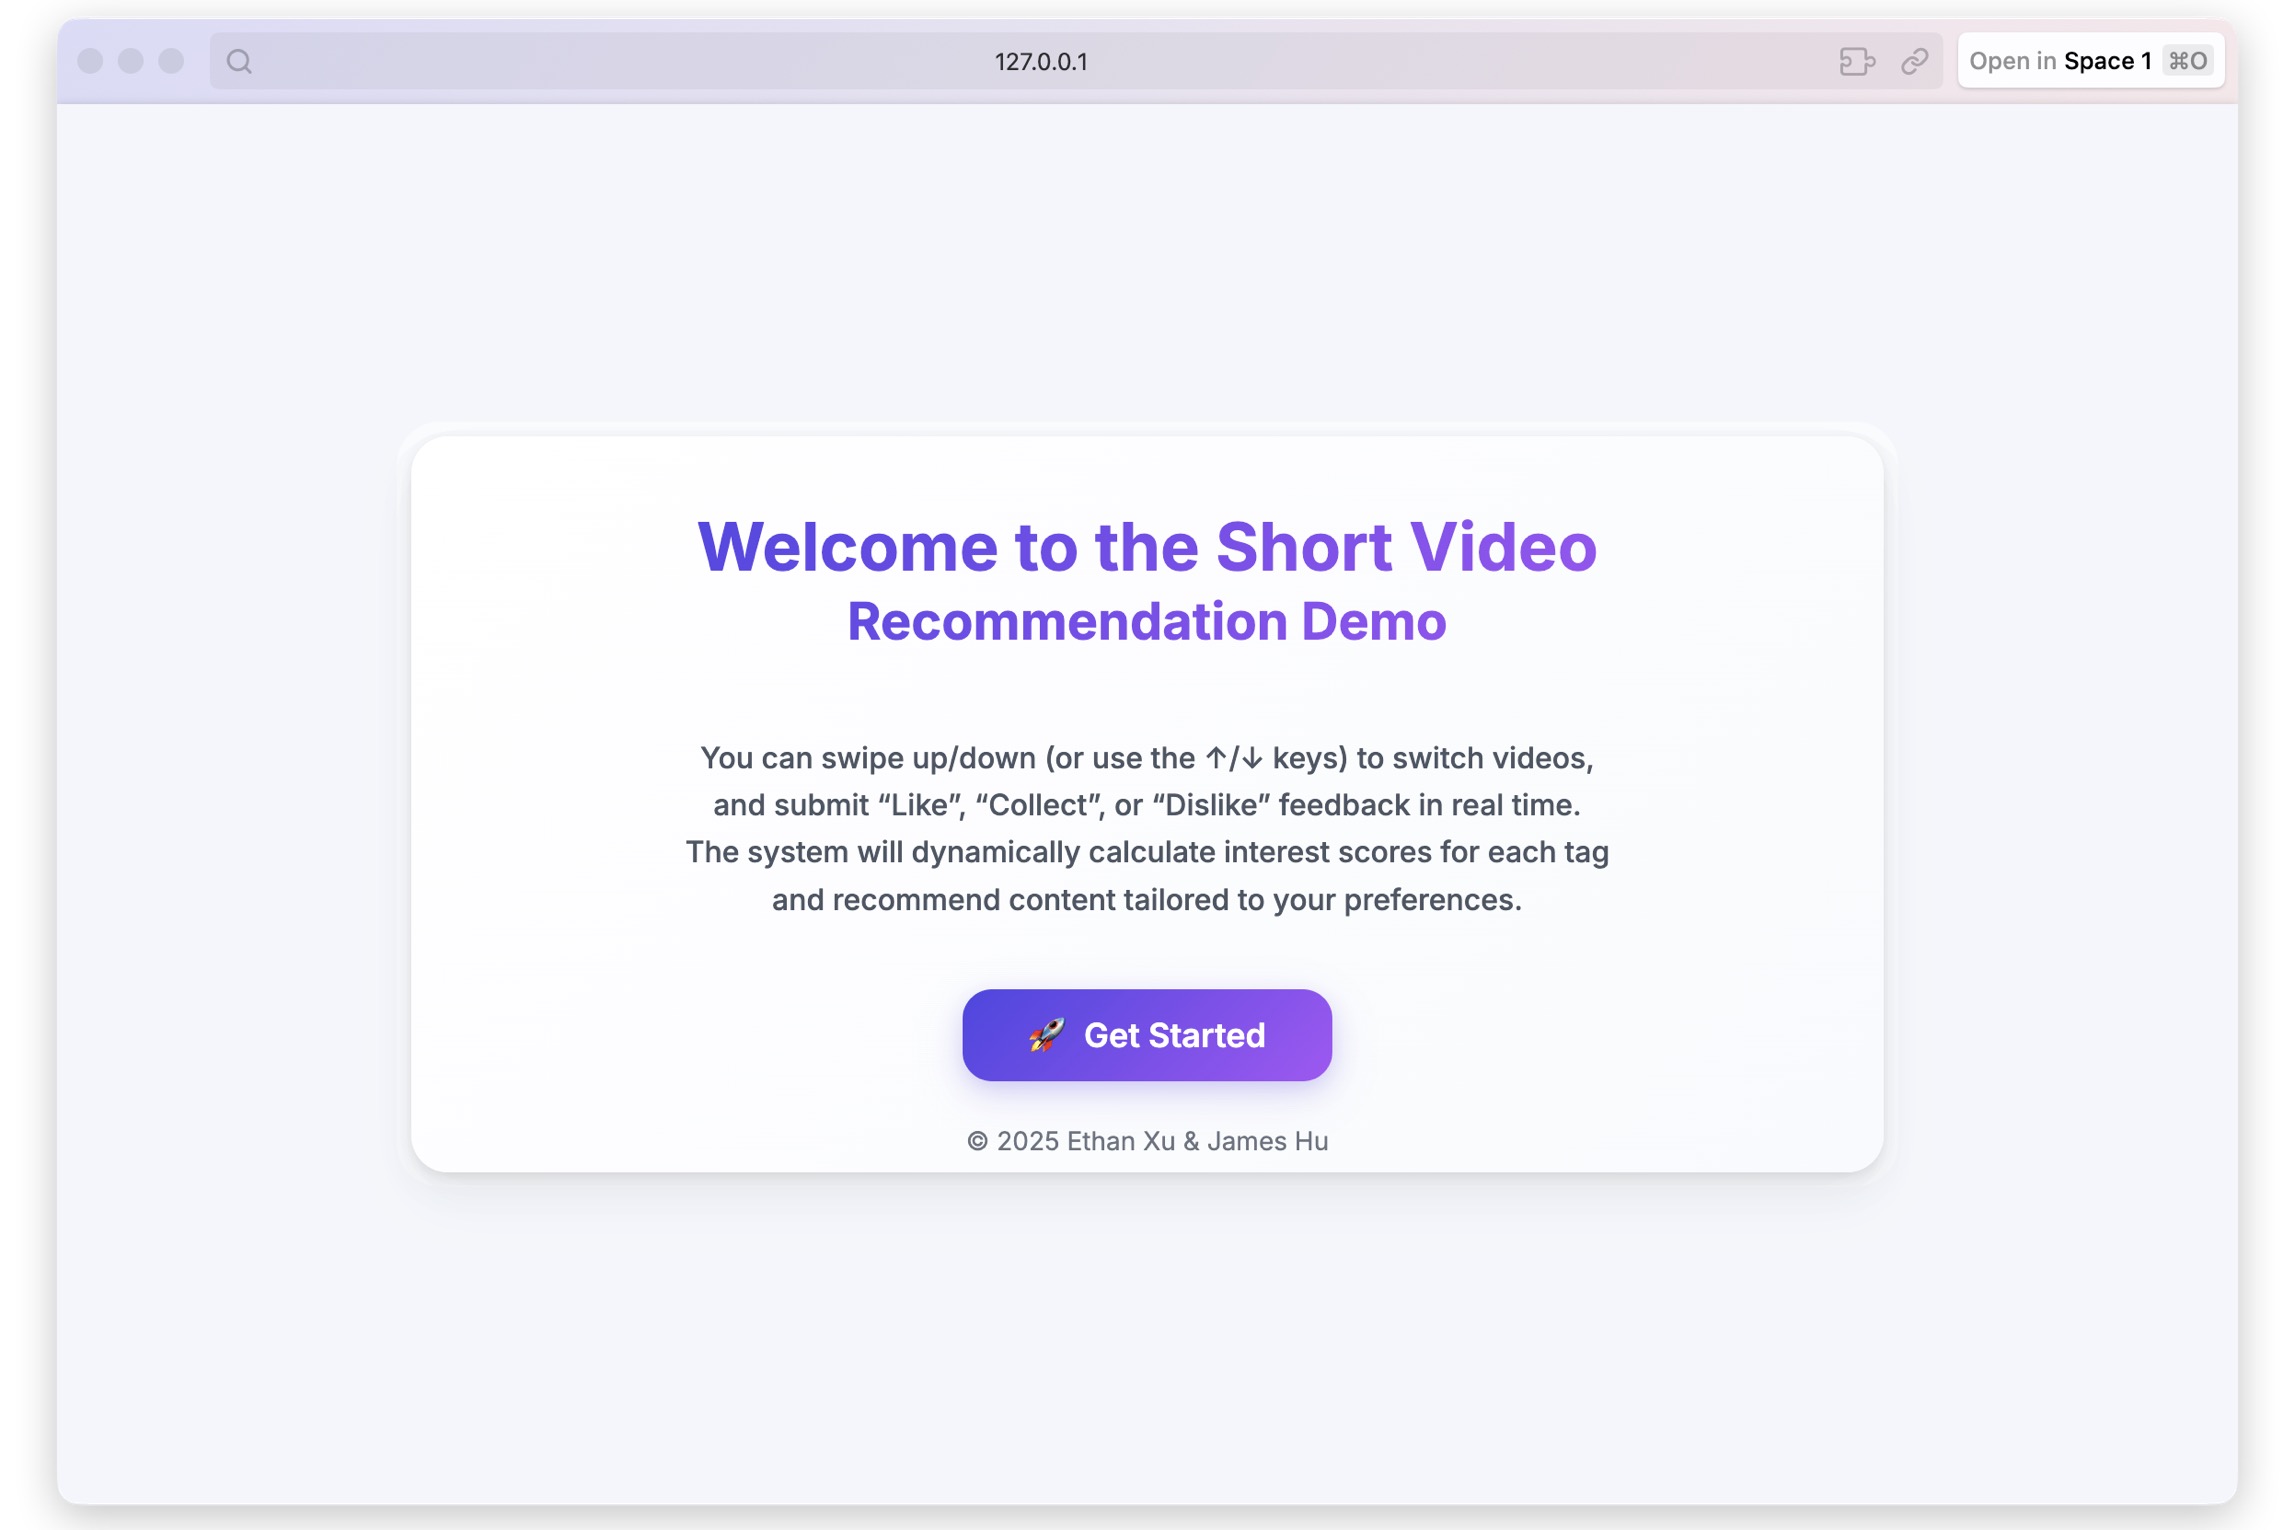 127.0.0.1
Open in Space 1 ⌘O
Welcome to the Short Video
Recommendation Demo
You can swipe up/down (or use the ↑/↓ keys) to switch videos,
and submit “Like”, “Collect”, or “Dislike” feedback in real time.
The system will dynamically calculate interest scores for each tag
and recommend content tailored to your preferences.
🚀 Get Started
© 2025 Ethan Xu & James Hu